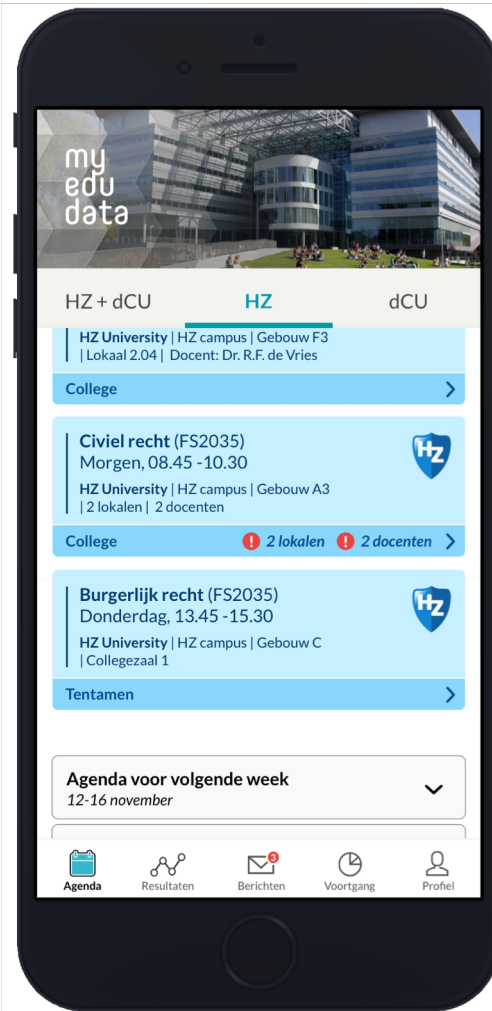 my
edu
data
HZ + dCU HZ dCU
HZ University | HZ campus | Gebouw F3
| Lokaal 2.04 | Docent: Dr. R.F. de Vries
College
Civiel recht (FS2035)
Morgen, 08.45 -10.30
HZ
HZ University | HZ campus | Gebouw A3
| 2 lokalen | 2 docenten
College ! 2 lokalen ! 2 docenten
Burgerlijk recht (FS2035)
Donderdag, 13.45 -15.30
HZ
HZ University | HZ campus | Gebouw C
| Collegezaal 1
Tentamen
Agenda voor volgende week
12-16 november
3
Agenda Resultaten Berichten Voortgang Profiel